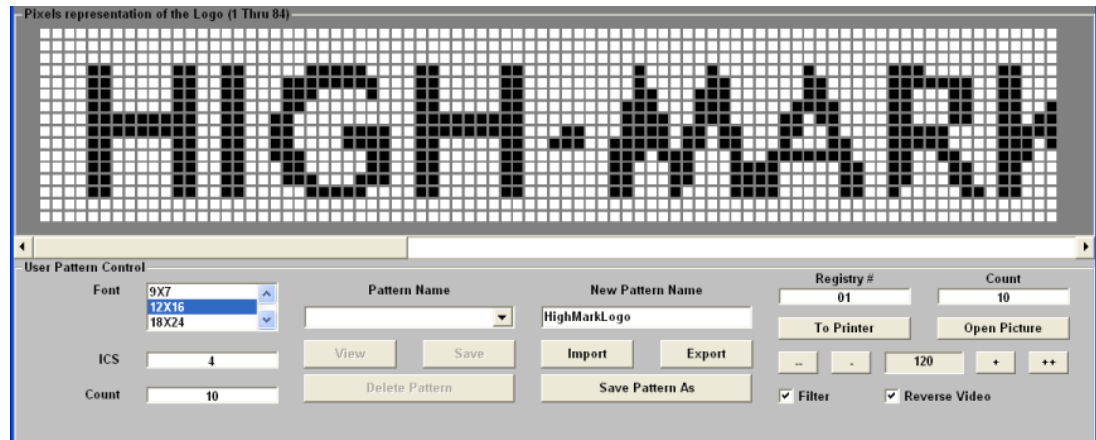 Pixels representation of the Logo (1 Thru 84)
HIGH-MARK
User Pattern Control
Font
9X7
12X16
18X24
ICS
4
Count
10
Pattern Name
View
Save
Delete Pattern
New Pattern Name
HighMarkLogo
Import
Export
Save Pattern As
Registry #
Count
01
10
To Printer
Open Picture
--
-
120
+
++
Filter
Reverse Video